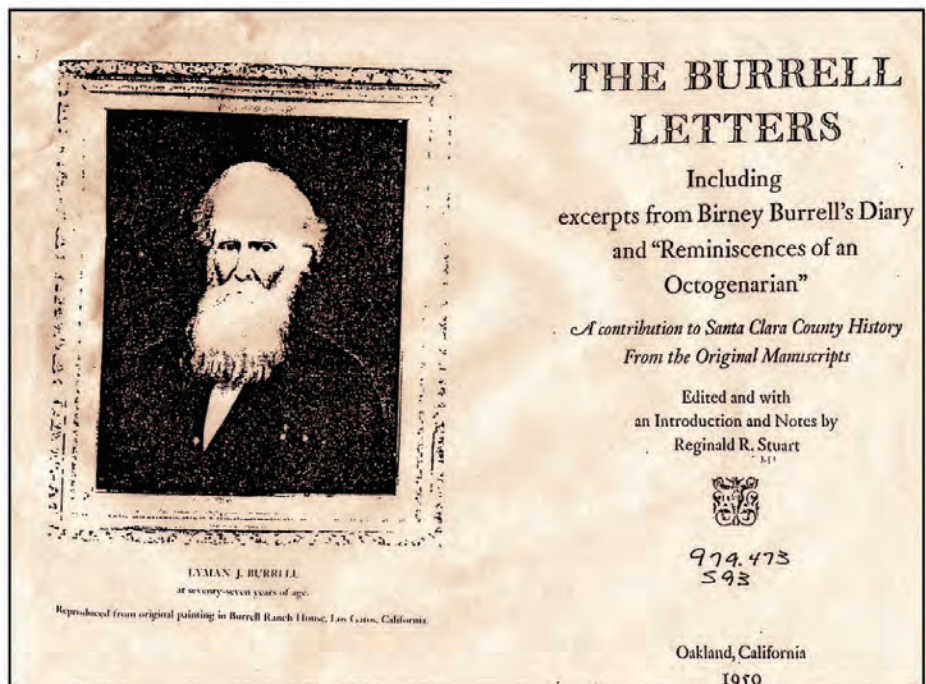 LYMAN J. BURRELL
at seventy-seven years of age.
Reproduced from original painting in Burrell Ranch House, Los Gatos, California
THE BURRELL
LETTERS
Including
excerpts from Birney Burrell's Diary
and "Reminiscences of an
Octogenarian"
A contribution to Santa Clara County History
From the Original Manuscripts
Edited and with
an Introduction and Notes by
Reginald R. Stuart
979.473
S93
Oakland, California
1950